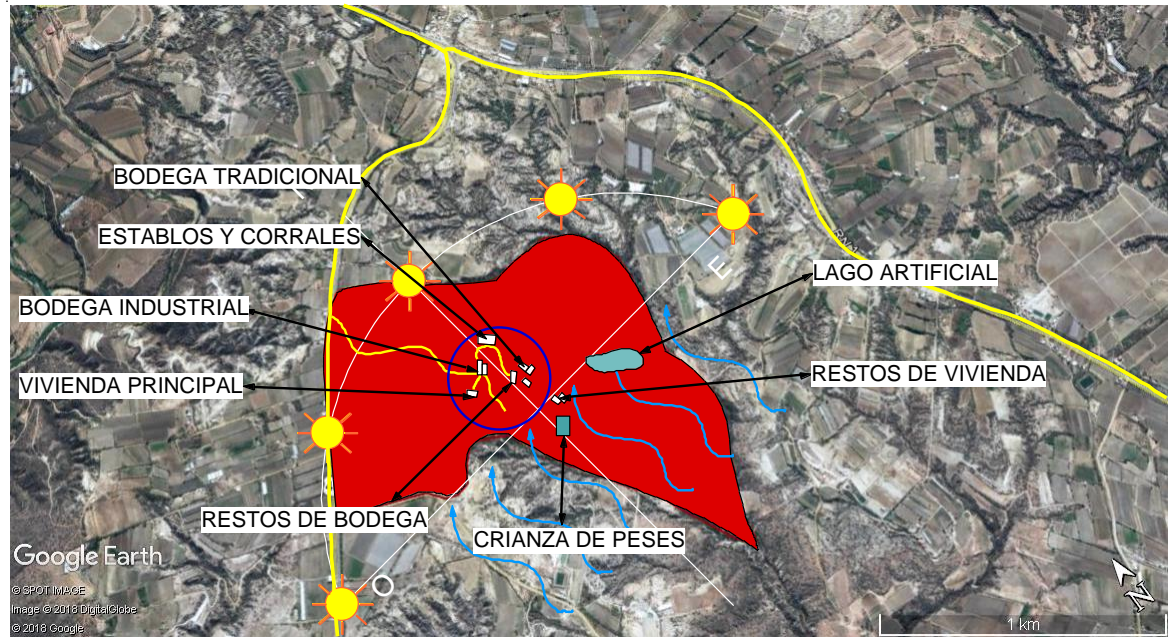 BODEGA TRADICIONAL
ESTABLOS Y CORRALES
E
LAGO ARTIFICIAL
BODEGA INDUSTRIAL
VIVIENDA PRINCIPAL
RESTOS DE VIVIENDA
RESTOS DE BODEGA
CRIANZA DE PESES
Google Earth
O
© SPOT IMAGE
Image © 2018 DigitalGlobe
© 2018 Google
N
1 km